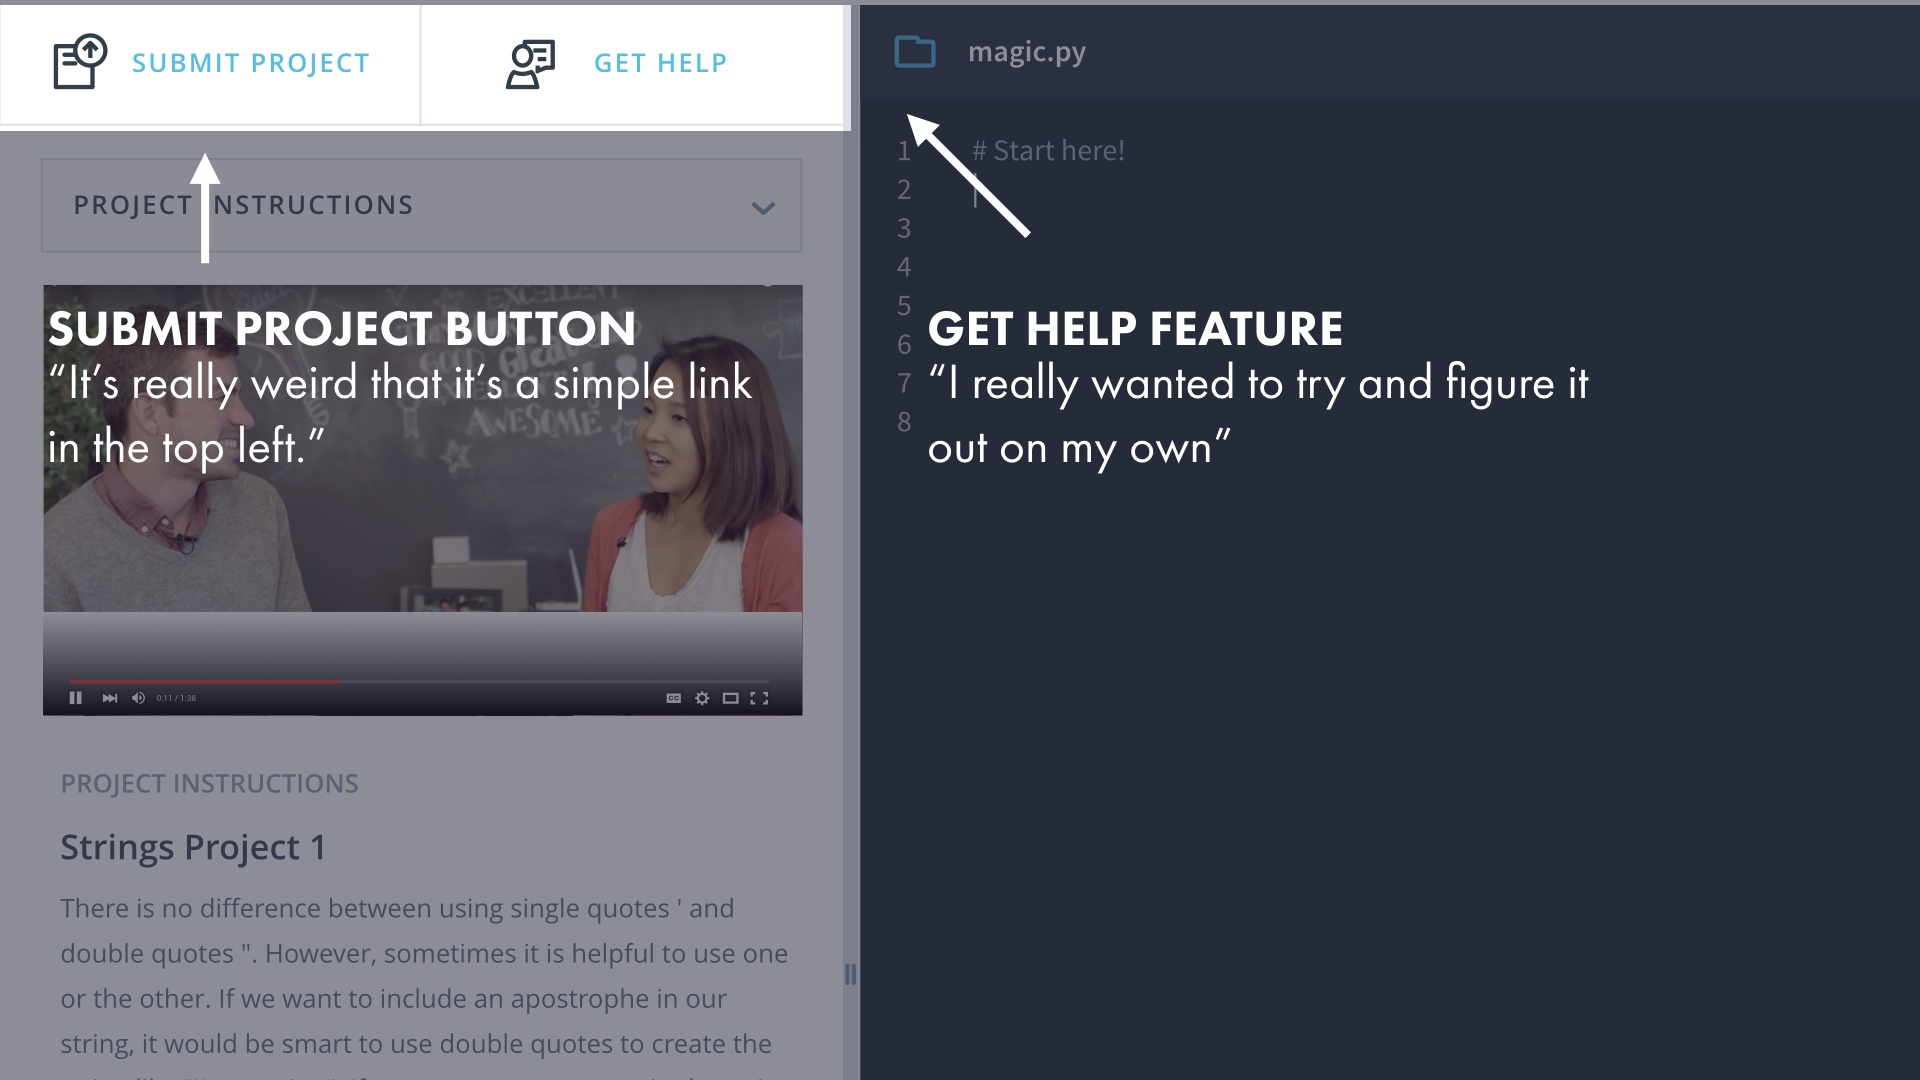 SUBMIT PROJECT
GET HELP
magic.py
PROJECT INSTRUCTIONS
1 # Start here!
2
3
4
5
6
7
8
EXCELLENT
GOOD Great
AWESOME
SUBMIT PROJECT BUTTON
“It’s really weird that it’s a simple link
in the top left.”
GET HELP FEATURE
“I really wanted to try and figure it
out on my own”
0:11 / 1:38
CC
PROJECT INSTRUCTIONS
Strings Project 1
There is no difference between using single quotes ' and
double quotes ". However, sometimes it is helpful to use one
or the other. If we want to include an apostrophe in our
string, it would be smart to use double quotes to create the